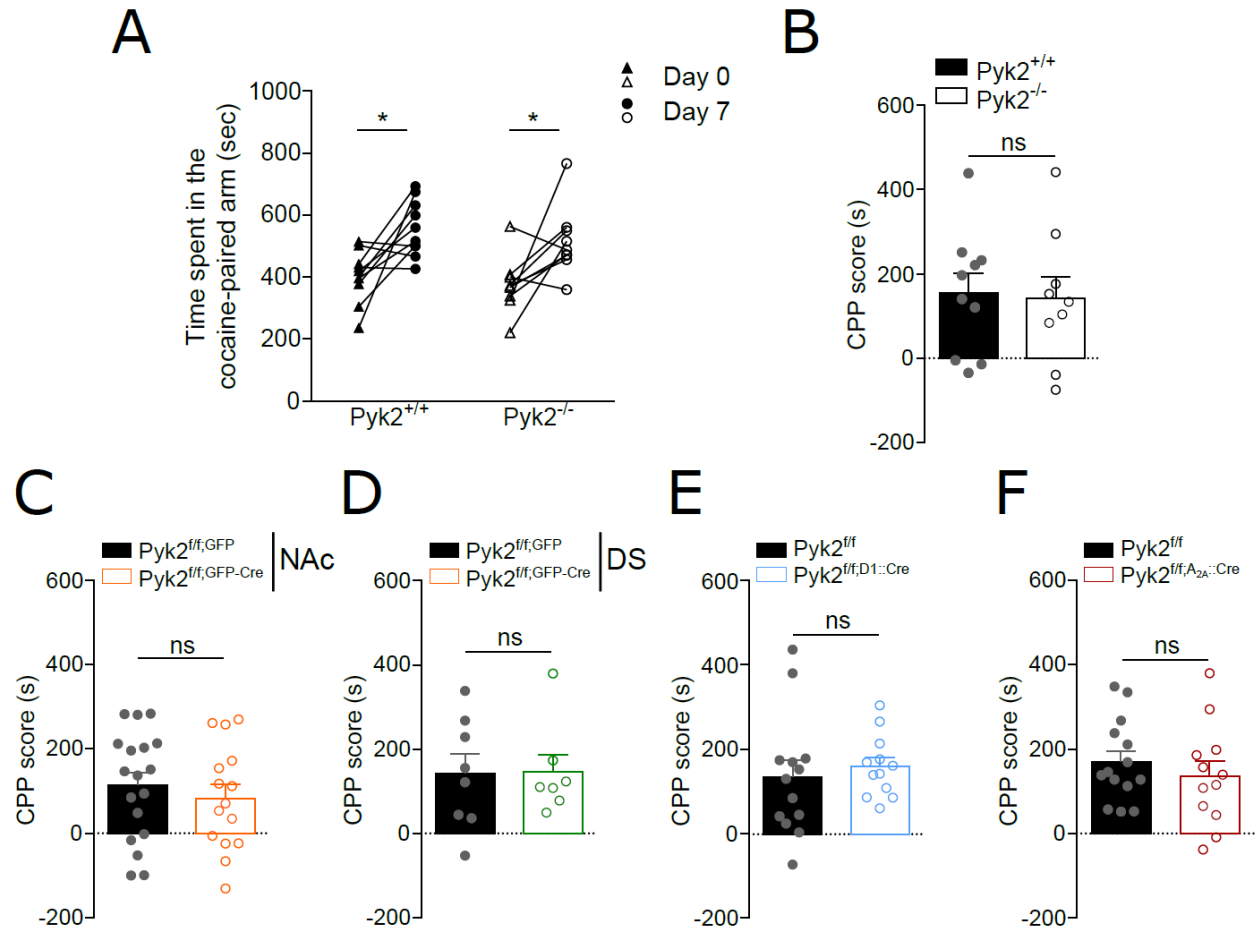 A
Day 0
Day 7
Time spent in the
cocaine-paired arm (sec)
1000
800
600
400
200
0
*
*
Pyk2+/+
Pyk2-/-
B
Pyk2+/+
Pyk2-/-
CPP score (s)
600
400
200
0
-200
ns
C
Pyk2f/f;GFP
Pyk2f/f;GFP-Cre
NAc
CPP score (s)
600
400
200
0
-200
ns
D
Pyk2f/f;GFP
Pyk2f/f;GFP-Cre
DS
CPP score (s)
600
400
200
0
-200
ns
E
Pyk2f/f
Pyk2f/f;D1::Cre
CPP score (s)
600
400
200
0
-200
ns
F
Pyk2f/f
Pyk2f/f;A2A::Cre
CPP score (s)
600
400
200
0
-200
ns